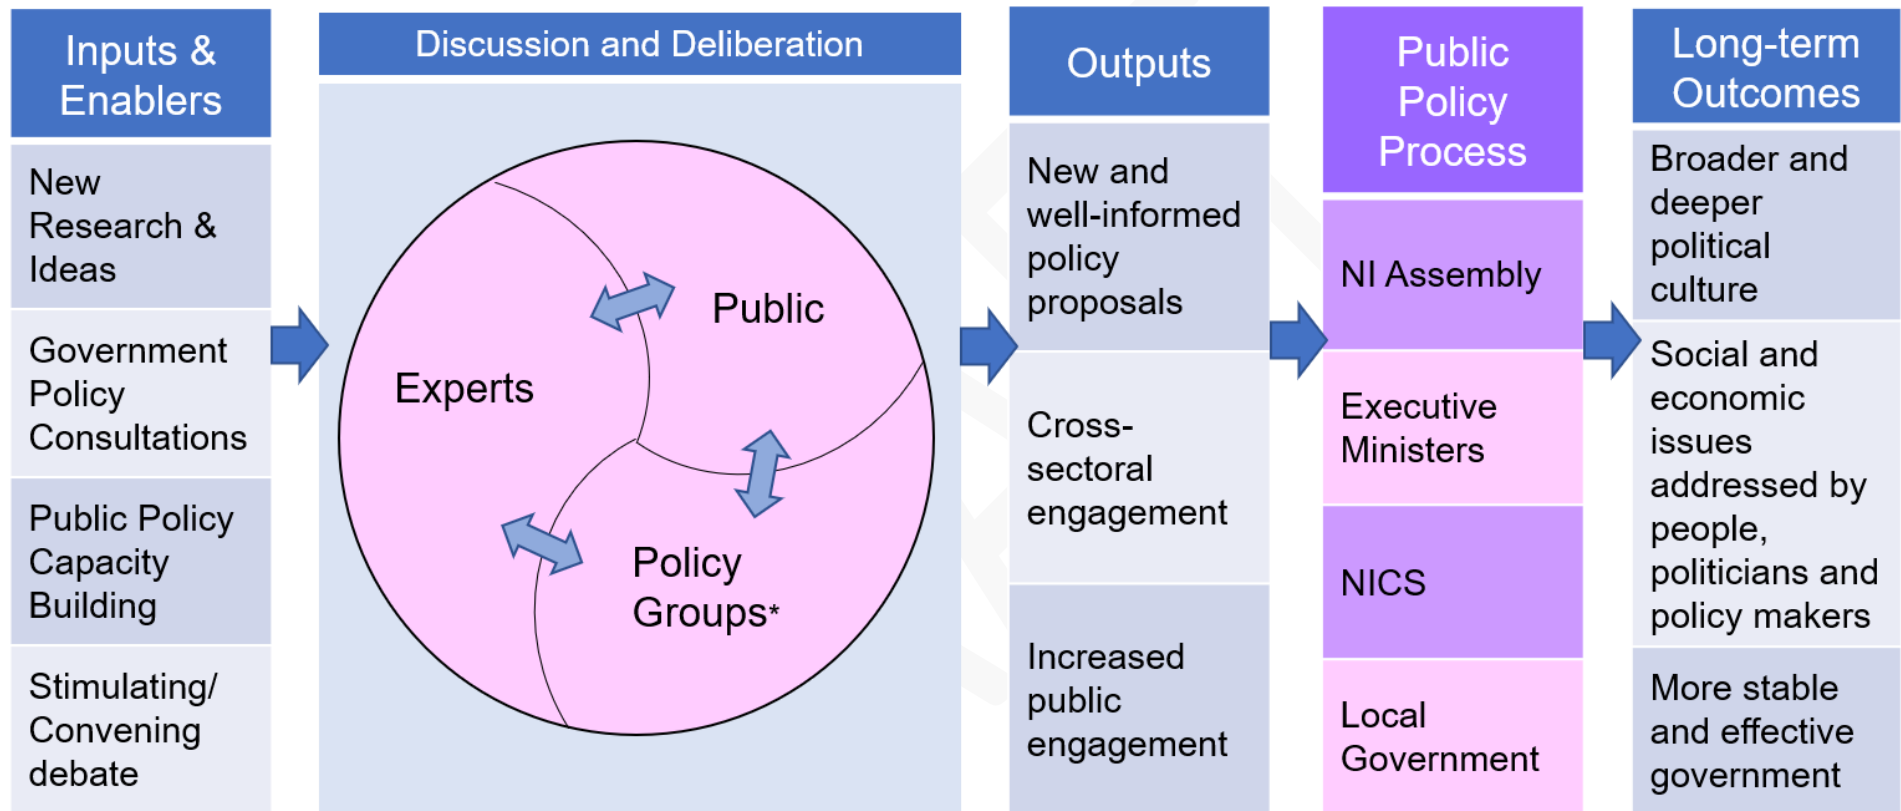 Inputs &
Enablers
New
Research &
Ideas
Government
Policy
Consultations
Public Policy
Capacity
Building
Stimulating/
Convening
debate
Discussion and Deliberation
Public
Experts
Policy
Groups*
Outputs
New and
well-informed
policy
proposals
Cross-
sectoral
engagement
Increased
public
engagement
Public
Policy
Process
NI Assembly
Executive
Ministers
NICS
Local
Government
Long-term
Outcomes
Broader and
deeper
political
culture
Social and
economic
issues
addressed by
people,
politicians and
policy makers
More stable
and effective
government